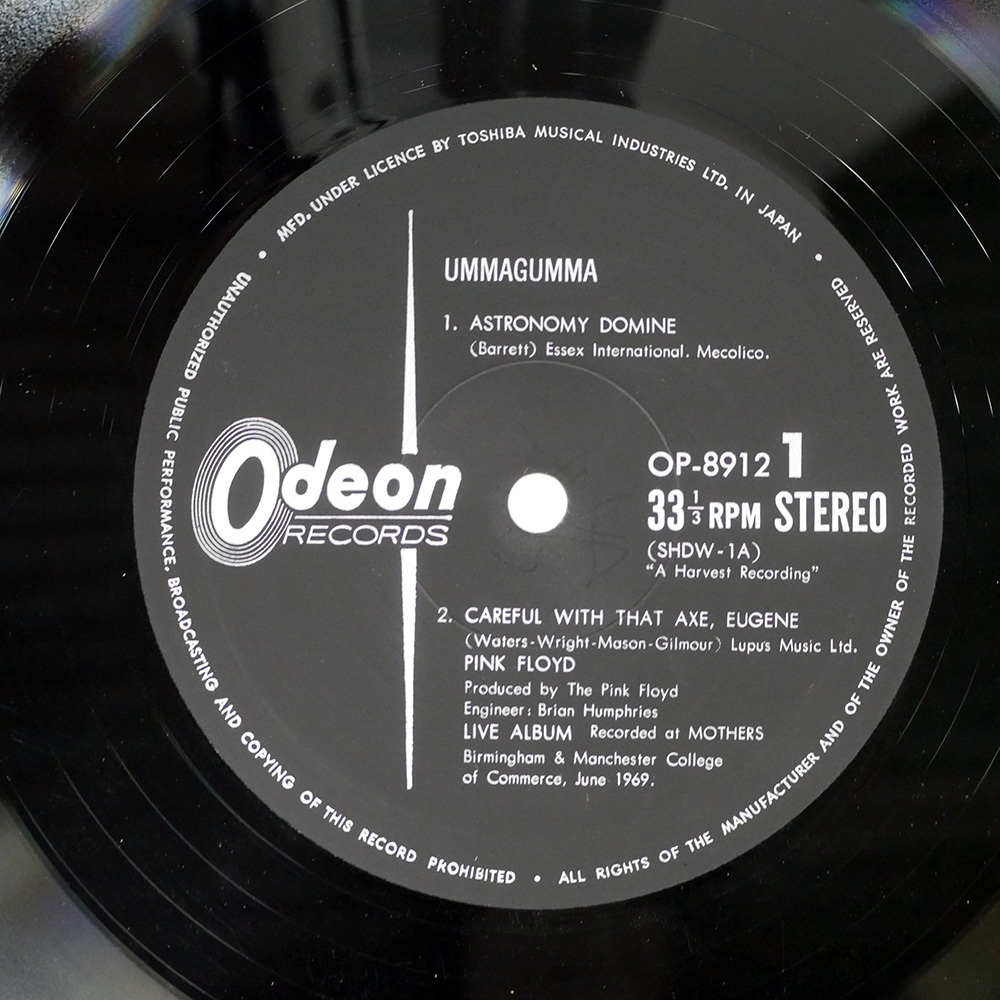 MFD. UNDER LICENCE BY TOSHIBA MUSICAL INDUSTRIES LTD. IN JAPAN •
UMMAGUMMA
1. ASTRONOMY DOMINE
(Barrett) Essex International. Mecolico.
Odeon
RECORDS
OP-8912 1
33 1/3 RPM STEREO
(SHDW-1A)
"A Harvest Recording"
2. CAREFUL WITH THAT AXE, EUGENE
(Waters-Wright-Mason-Gilmour) Lupus Music Ltd.
PINK FLOYD
Produced by The Pink Floyd
Engineer: Brian Humphries
LIVE ALBUM Recorded at MOTHERS
Birmingham & Manchester College
of Commerce, June 1969.
UNAUTHORIZED PUBLIC PERFORMANCE, BROADCASTING AND COPYING OF THIS RECORD PROHIBITED •
ALL RIGHTS OF THE MANUFACTURER AND OF THE OWNER OF THE RECORDED WORK ARE RESERVED •